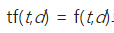 tf(t,d) = f(t,d).